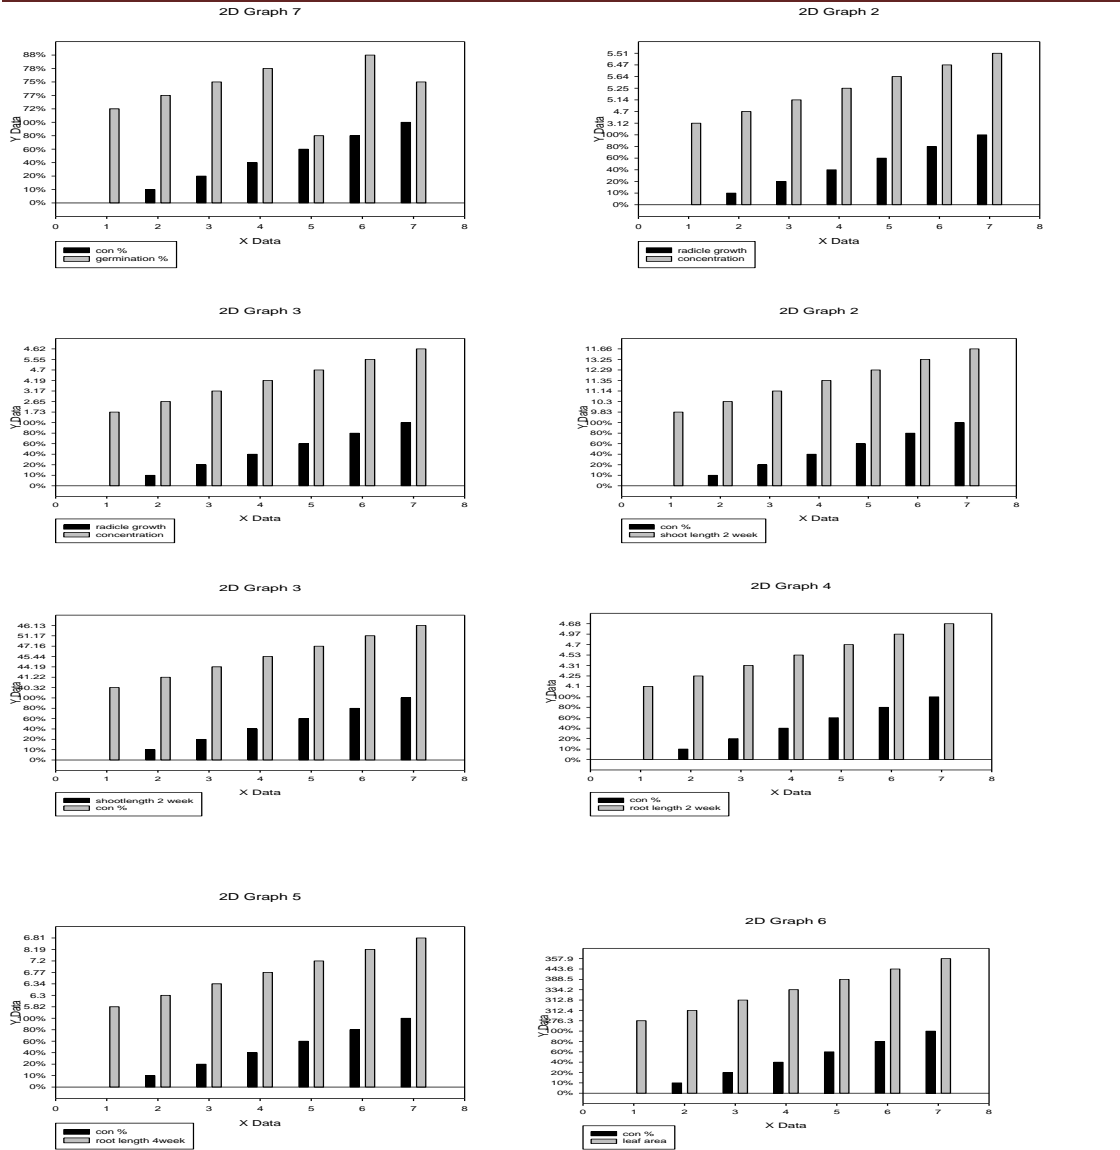 2D Graph 7
88%
78%
75%
77%
72%
100%
80%
60%
40%
20%
10%
0%
Y Data
0 1 2 3 4 5 6 7 8
X Data
con %
germination %
2D Graph 2
5.51
6.47
5.64
5.25
5.14
4.7
3.12
100%
80%
60%
40%
20%
10%
0%
Y Data
0 1 2 3 4 5 6 7 8
X Data
radicle growth
concentration
2D Graph 3
4.62
5.55
4.7
4.19
3.17
2.65
1.73
100%
80%
60%
40%
20%
10%
0%
Y Data
0 1 2 3 4 5 6 7 8
X Data
radicle growth
concentration
2D Graph 2
11.66
13.25
12.29
11.35
11.14
10.3
9.83
100%
80%
60%
40%
20%
10%
0%
Y Data
0 1 2 3 4 5 6 7 8
X Data
con %
shoot length 2 week
2D Graph 3
46.13
51.17
47.16
45.44
44.19
41.22
40.32
100%
80%
60%
40%
20%
10%
0%
Y Data
0 1 2 3 4 5 6 7 8
X Data
shootlength 2 week
con %
2D Graph 4
4.68
4.97
4.7
4.53
4.31
4.25
4.1
100%
80%
60%
40%
20%
10%
0%
Y Data
0 1 2 3 4 5 6 7 8
X Data
con %
root length 2 week
2D Graph 5
6.81
8.19
7.2
6.77
6.34
6.3
5.82
100%
80%
60%
40%
20%
10%
0%
Y Data
0 1 2 3 4 5 6 7 8
X Data
con %
root length 4week
2D Graph 6
357.9
443.6
388.5
334.2
312.8
312.4
276.3
100%
80%
60%
40%
20%
10%
0%
Y Data
0 1 2 3 4 5 6 7 8
X Data
con %
leaf area